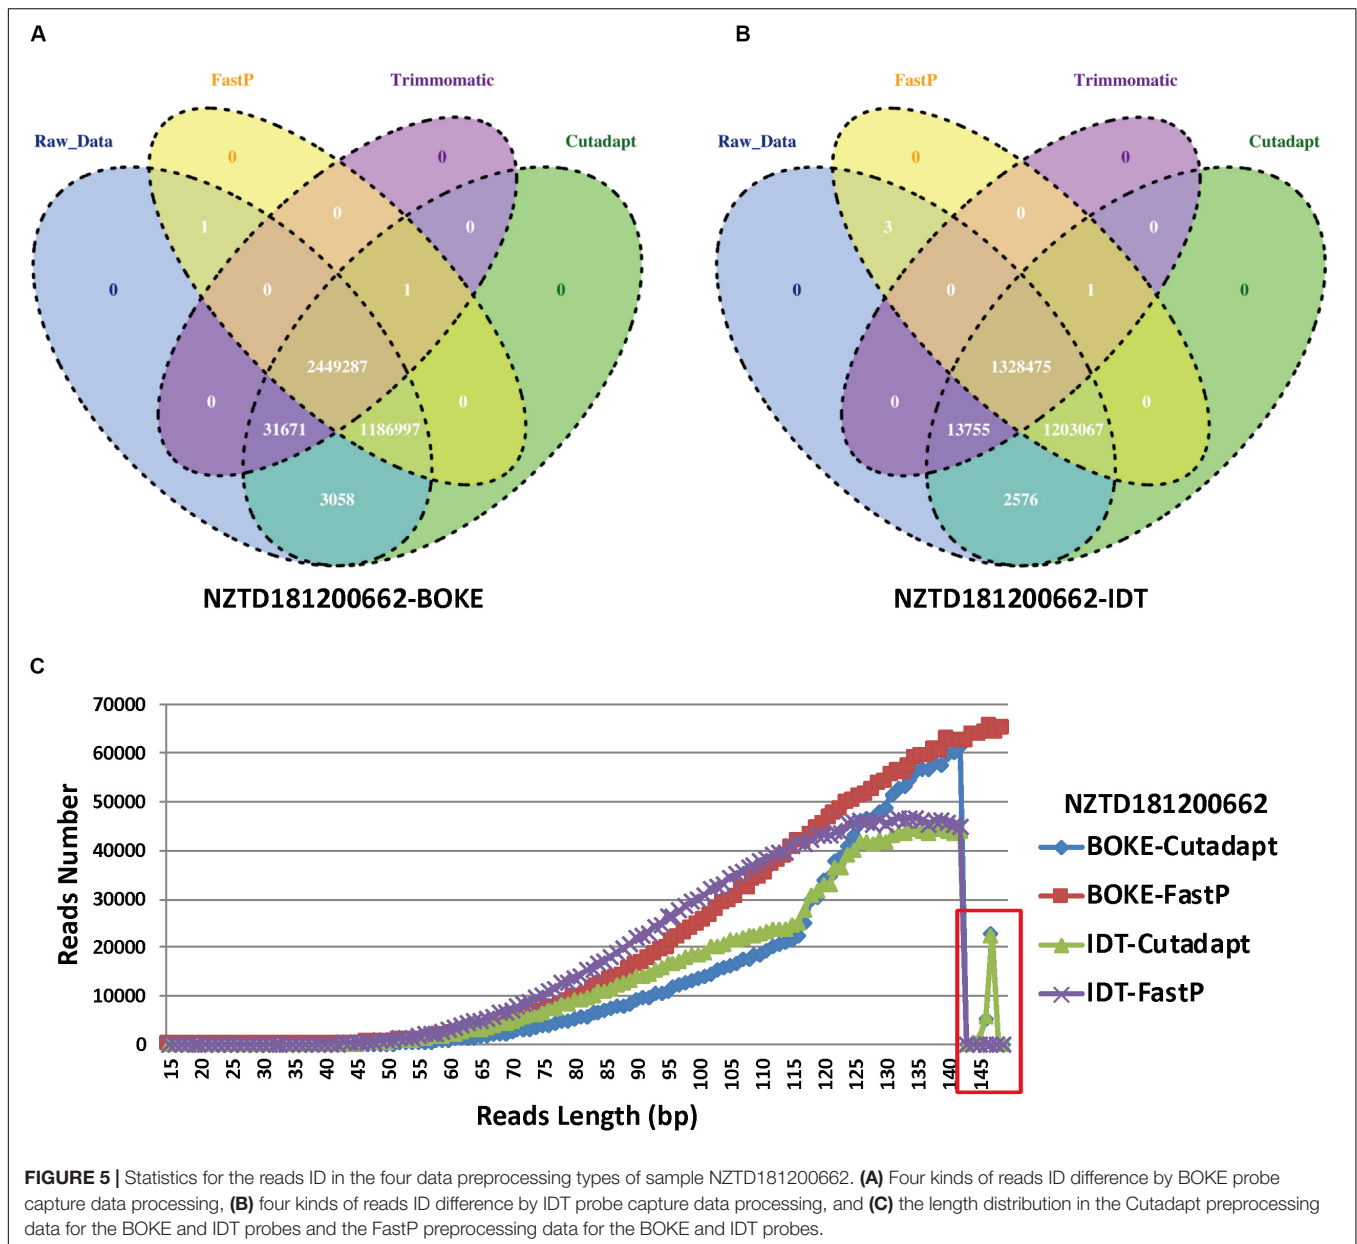 A
B
FastP
Trimmomatic
FastP
Trimmomatic
Raw_Data
Cutadapt
Raw_Data
Cutadapt
0
0
0
0
0
0
1
0
3
0
0
0
1
0
0
0
1
0
2449287
1328475
0
0
0
0
31671
1186997
13755
1203067
3058
2576
NZTD181200662-BOKE
NZTD181200662-IDT
C
70000
60000
50000
40000
30000
20000
10000
0
Reads Number
15 20 25 30 35 40 45 50 55 60 65 70 75 80 85 90 95 100 105 110 115 120 125 130 135 140 145
Reads Length (bp)
NZTD181200662
BOKE-Cutadapt
BOKE-FastP
IDT-Cutadapt
IDT-FastP
FIGURE 5 | Statistics for the reads ID in the four data preprocessing types of sample NZTD181200662. (A) Four kinds of reads ID difference by BOKE probe
capture data processing, (B) four kinds of reads ID difference by IDT probe capture data processing, and (C) the length distribution in the Cutadapt preprocessing
data for the BOKE and IDT probes and the FastP preprocessing data for the BOKE and IDT probes.